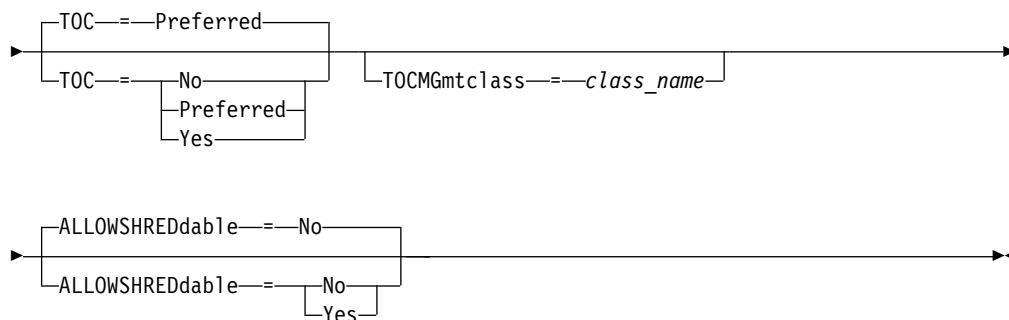 TOC = Preferred
TOC = No TOCMGmtclass = class_name
Preferred
Yes
ALLOWSHREDdable = No
ALLOWSHREDdable = No
Yes